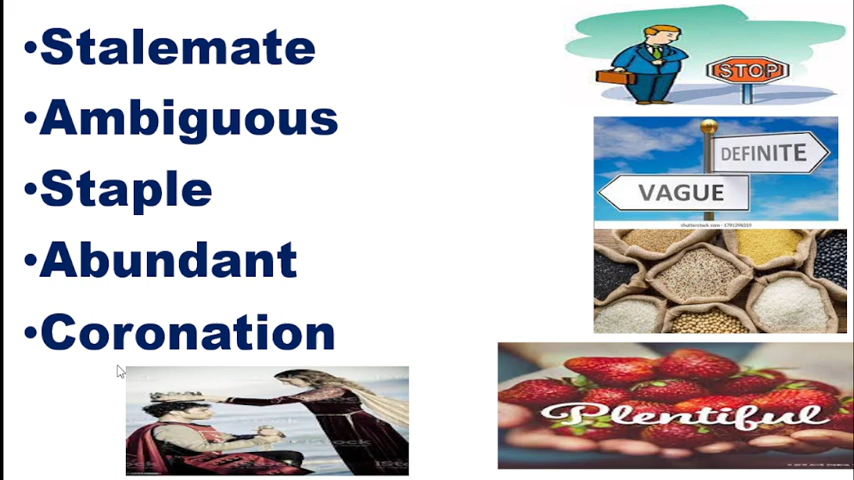 •Stalemate
•Ambiguous
•Staple
•Abundant
•Coronation
STOP
DEFINITE
VAGUE
Plentiful